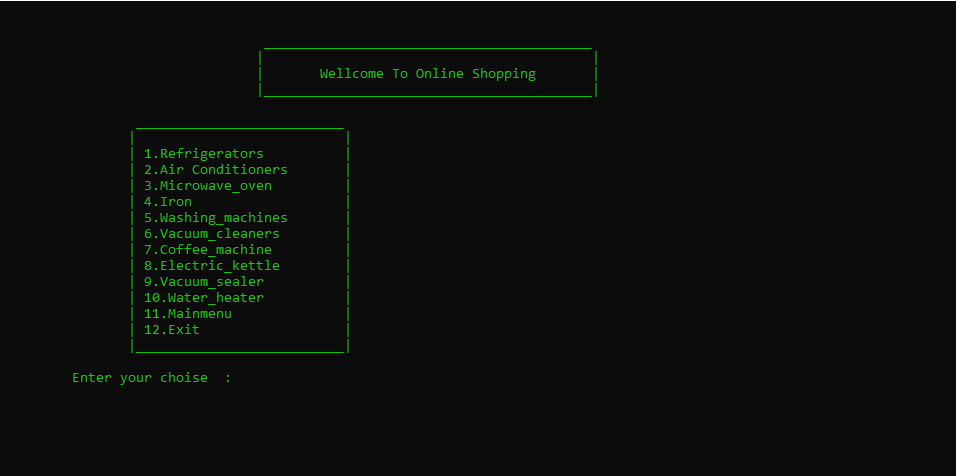 Wellcome To Online Shopping
1.Refrigerators
2.Air Conditioners
3.Microwave_oven
4.Iron
5.Washing_machines
6.Vacuum_cleaners
7.Coffee_machine
8.Electric_kettle
9.Vacuum_sealer
10.Water_heater
11.Mainmenu
12.Exit
Enter your choise  :